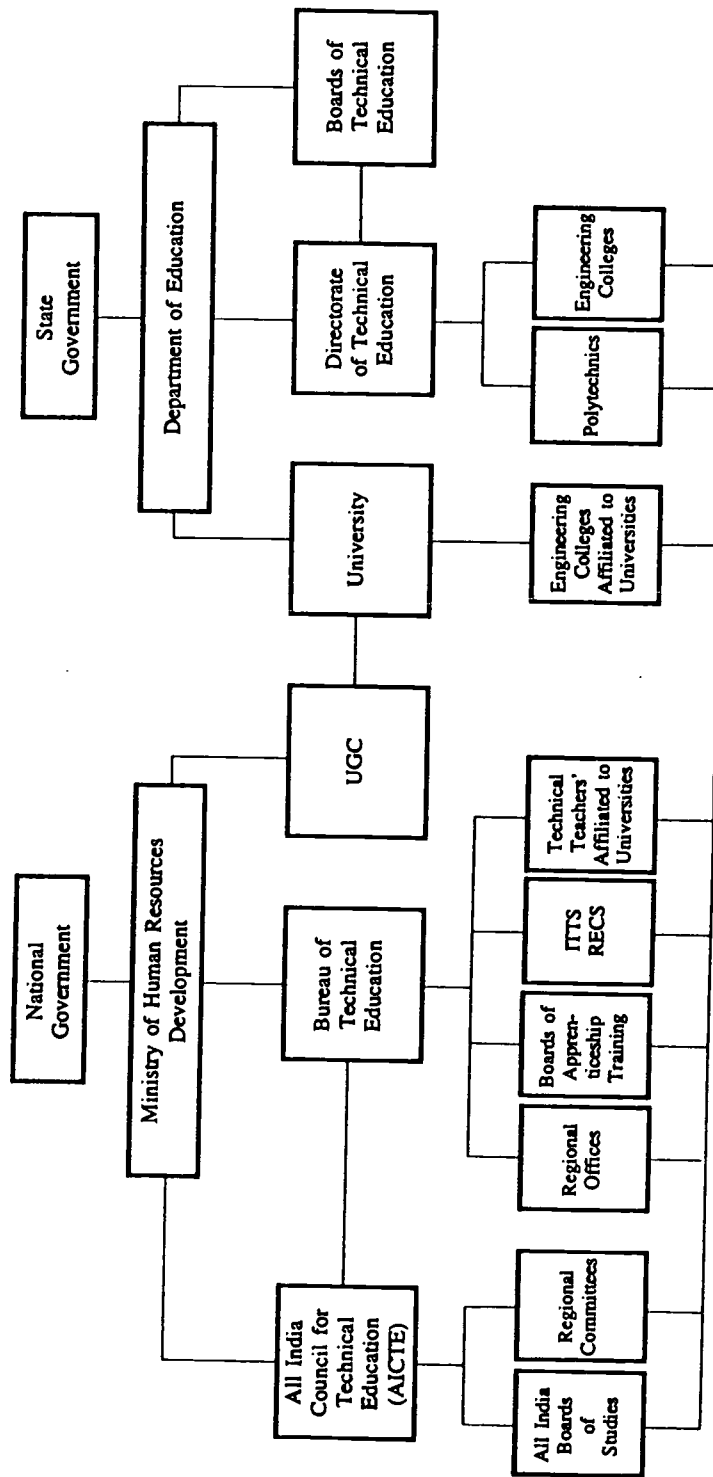 National
Government
Ministry of Human Resources
Development
All India
Council for
Technical
Education
(AICTE)
Bureau of
Technical
Education
UGC
All India
Boards
of
Studies
Regional
Committees
Regional
Offices
Boards of
Appren-
ticeship
Training
ITTS
RECS
Technical
Teachers'
Affiliated to
Universities
State
Government
Department of Education
University
Directorate
of Technical
Education
Boards of
Technical
Education
Engineering
Colleges
Affiliated to
Universities
Polytechnics
Engineering
Colleges